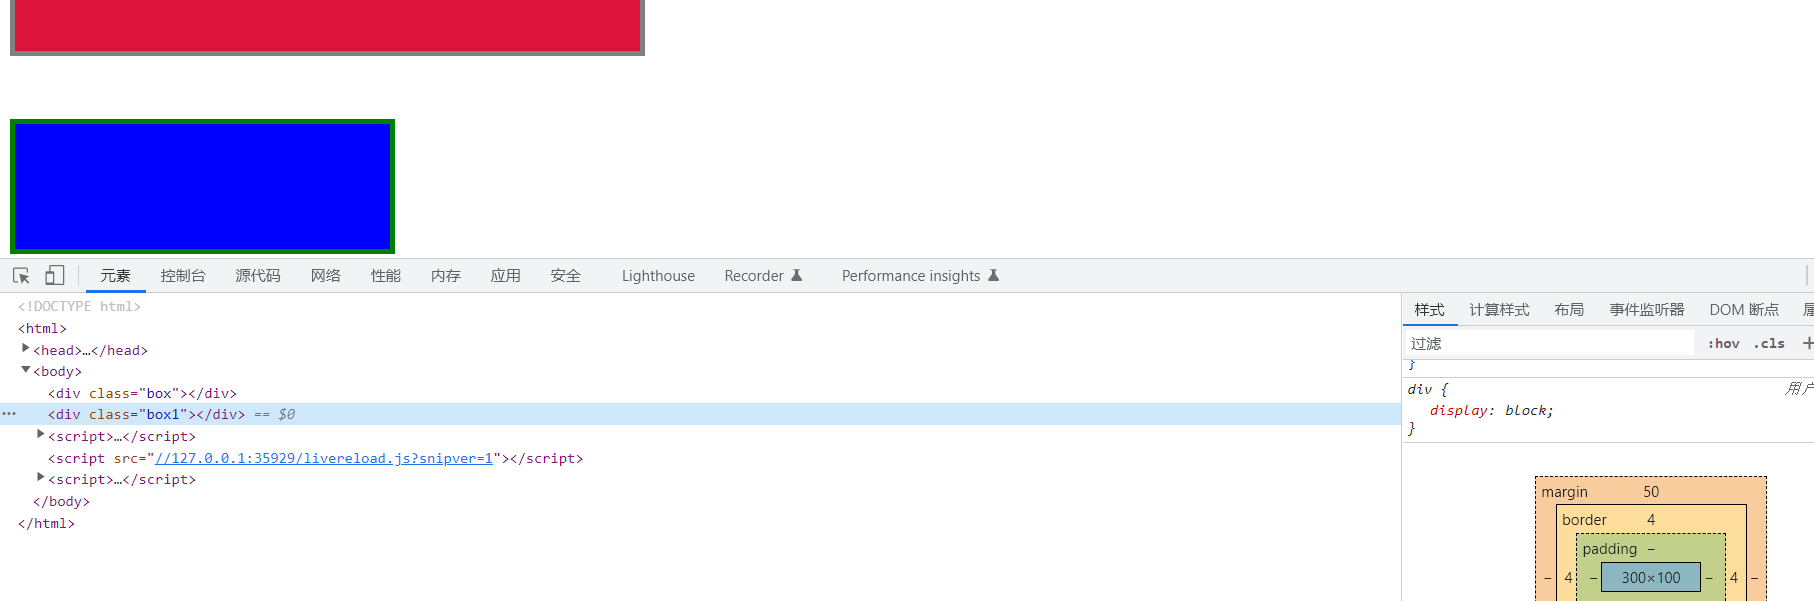 元素 控制台 源代码 网络 性能 内存 应用 安全 Lighthouse Recorder Performance insights
<!DOCTYPE html>
<html>
<head>…</head>
<body>
<div class="box"></div>
<div class="box1"></div> == $0
<script>…</script>
<script src="//127.0.0.1:35929/livereload.js?snipver=1"></script>
<script>…</script>
</body>
</html>
样式 计算样式 布局 事件监听器 DOM 断点
过滤 :hov .cls +
}
div { 用户
display: block;
}
margin 50
border 4
padding –
– 4 – 300×100 – 4 –